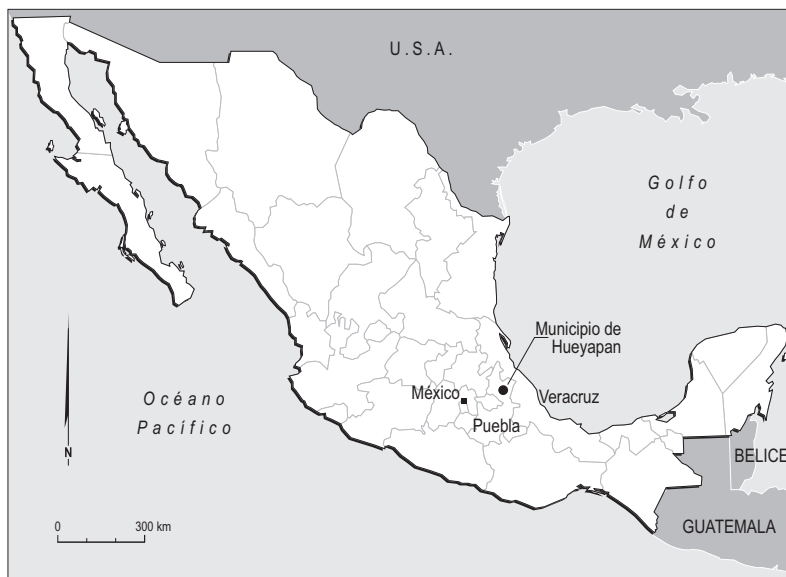 U.S.A.
Golfo
de
México
Municipio de
Hueyapan
México
Veracruz
Puebla
Océano
Pacífico
N
BELICE
0 300 km
GUATEMALA